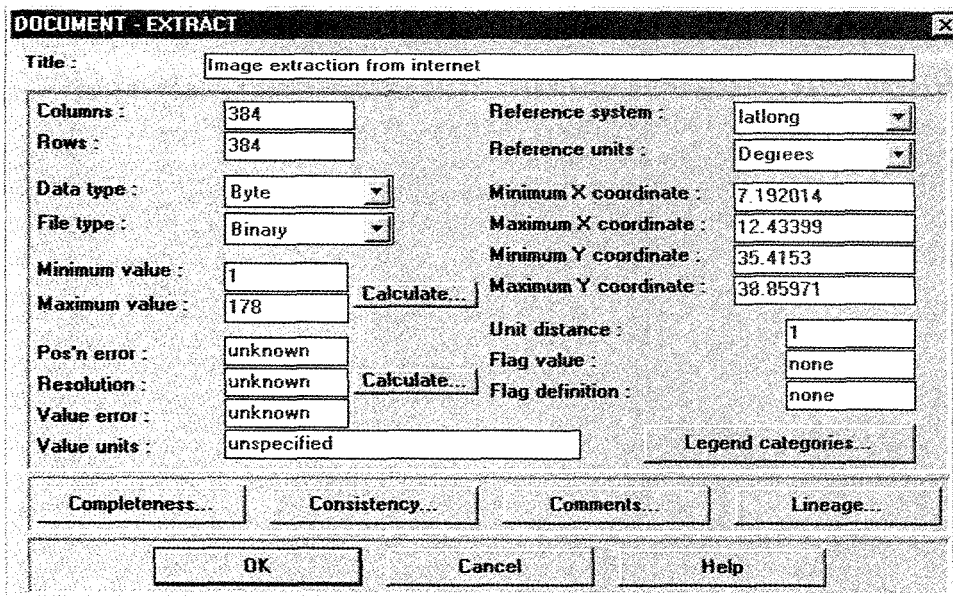 DOCUMENT - EXTRACT
Title : Image extraction from internet
Columns : 384
Rows : 384
Data type : Byte
File type : Binary
Minimum value : 1
Maximum value : 178
Calculate...
Pos'n error : unknown
Resolution : unknown
Calculate...
Value error : unknown
Value units : unspecified
Reference system : latlong
Reference units : Degrees
Minimum X coordinate : 7.192014
Maximum X coordinate : 12.43399
Minimum Y coordinate : 35.4153
Maximum Y coordinate : 38.85971
Unit distance : 1
Flag value : none
Flag definition : none
Legend categories...
Completeness... Consistency... Comments... Lineage...
OK Cancel Help